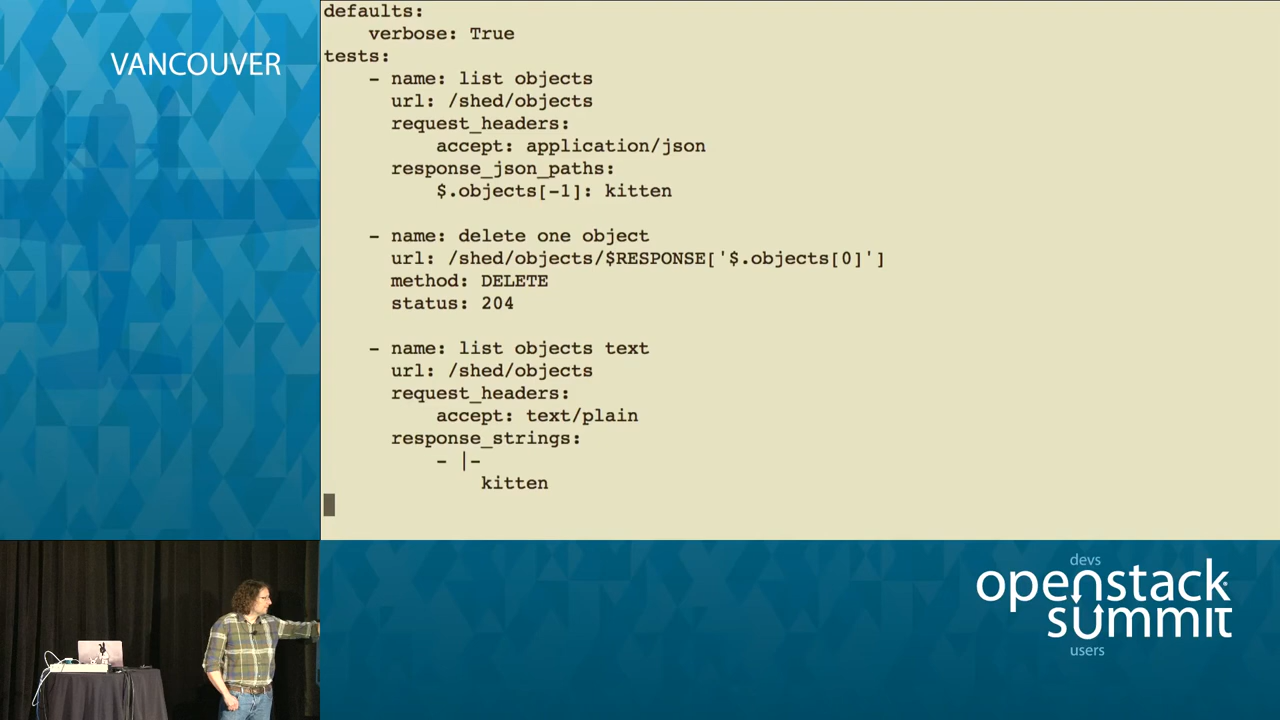 VANCOUVER
defaults:
    verbose: True
tests:
    - name: list objects
      url: /shed/objects
      request_headers:
          accept: application/json
      response_json_paths:
          $.objects[-1]: kitten
    - name: delete one object
      url: /shed/objects/$RESPONSE['$.objects[0]']
      method: DELETE
      status: 204
    - name: list objects text
      url: /shed/objects
      request_headers:
          accept: text/plain
      response_strings:
          - |-
              kitten
devs
openstack
summit
users